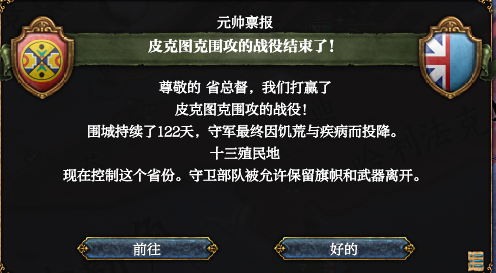 元帅禀报
皮克图克围攻的战役结束了!
尊敬的 省总督，我们打赢了
皮克图克围攻的战役!
围城持续了122天，守军最终因饥荒与疾病而投降。
十三殖民地
现在控制这个省份。守卫部队被允许保留旗帜和武器离开。
前往
好的